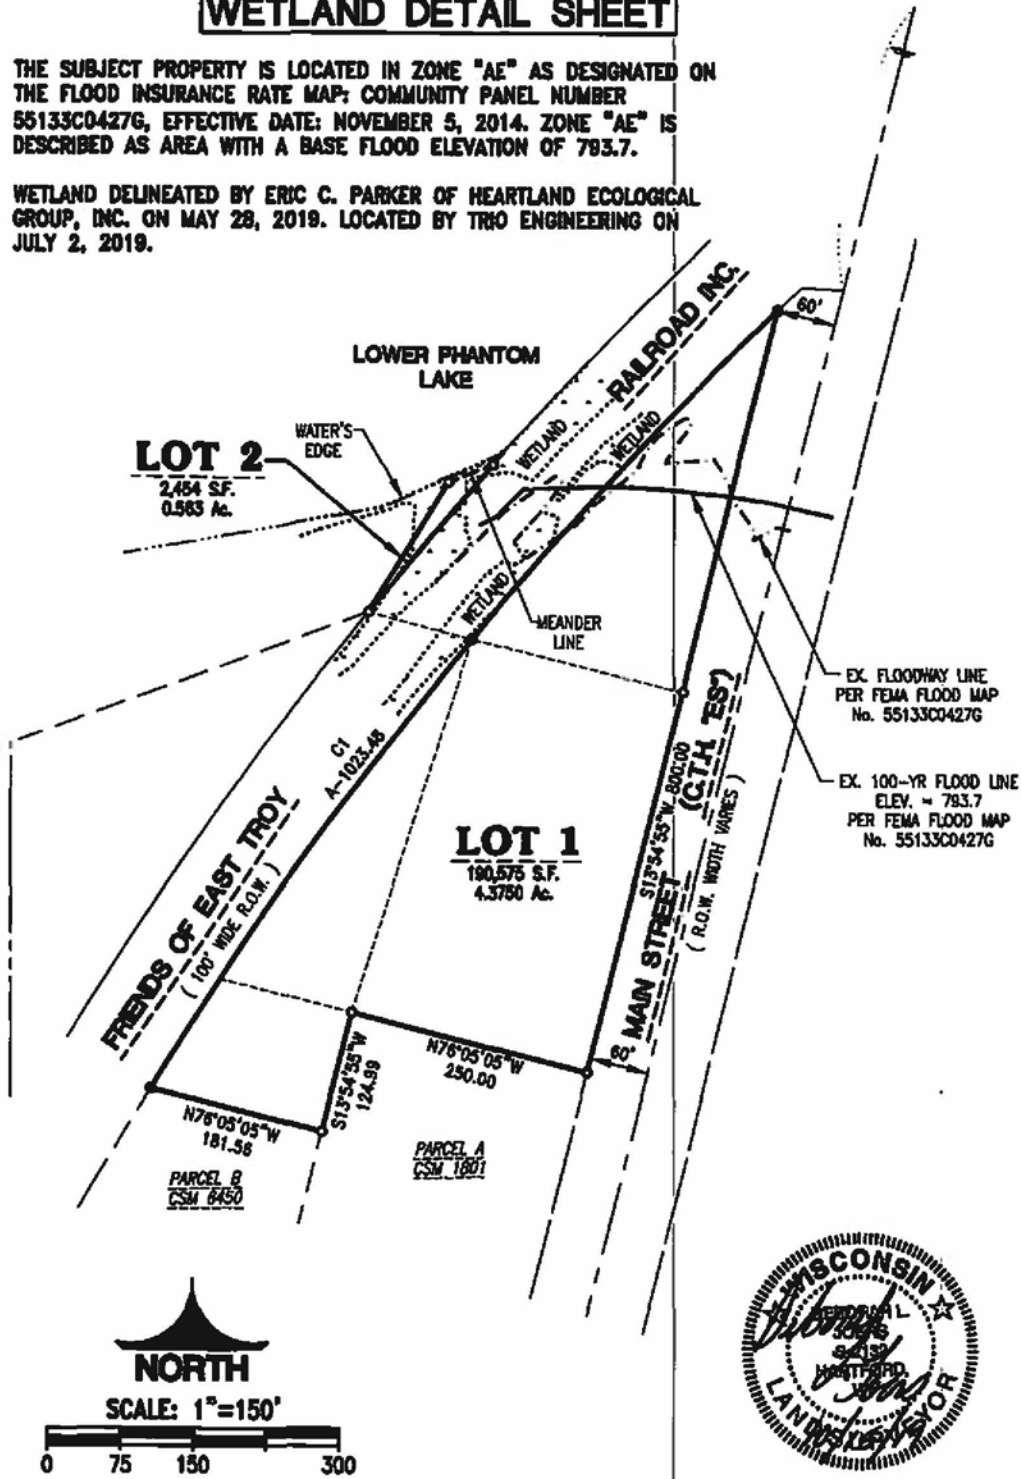 WETLAND DETAIL SHEET
THE SUBJECT PROPERTY IS LOCATED IN ZONE "AE" AS DESIGNATED ON
THE FLOOD INSURANCE RATE MAP: COMMUNITY PANEL NUMBER
55133C0427G, EFFECTIVE DATE: NOVEMBER 5, 2014. ZONE "AE" IS
DESCRIBED AS AREA WITH A BASE FLOOD ELEVATION OF 793.7.
WETLAND DELINEATED BY ERIC C. PARKER OF HEARTLAND ECOLOGICAL
GROUP, INC. ON MAY 28, 2019. LOCATED BY TRIO ENGINEERING ON
JULY 2, 2019.
LOWER PHANTOM
LAKE
RAILROAD INC.
60'
WATER'S
EDGE
LOT 2
2,454 S.F.
0.563 Ac.
WETLAND
WETLAND
WETLAND
MEANDER
LINE
EX. FLOODWAY LINE
PER FEMA FLOOD MAP
No. 55133C0427G
EX. 100-YR FLOOD LINE
ELEV. = 793.7
PER FEMA FLOOD MAP
No. 55133C0427G
C1
A-1023.48
FRIENDS OF EAST TROY
( 100' WIDE R.O.W. )
LOT 1
190,575 S.F.
4.3750 Ac.
S13°54'55"W 800.00
MAIN STREET (C.T.H. "ES")
( R.O.W. WIDTH VARIES )
60'
N76°05'05"W
250.00
S13°54'55"W
124.99
N76°05'05"W
181.56
PARCEL A
CSM 1801
PARCEL B
CSM 6450
NORTH
SCALE: 1"=150'
0 75 150 300
WISCONSIN
HARTFORD,
LAND SURVEYOR